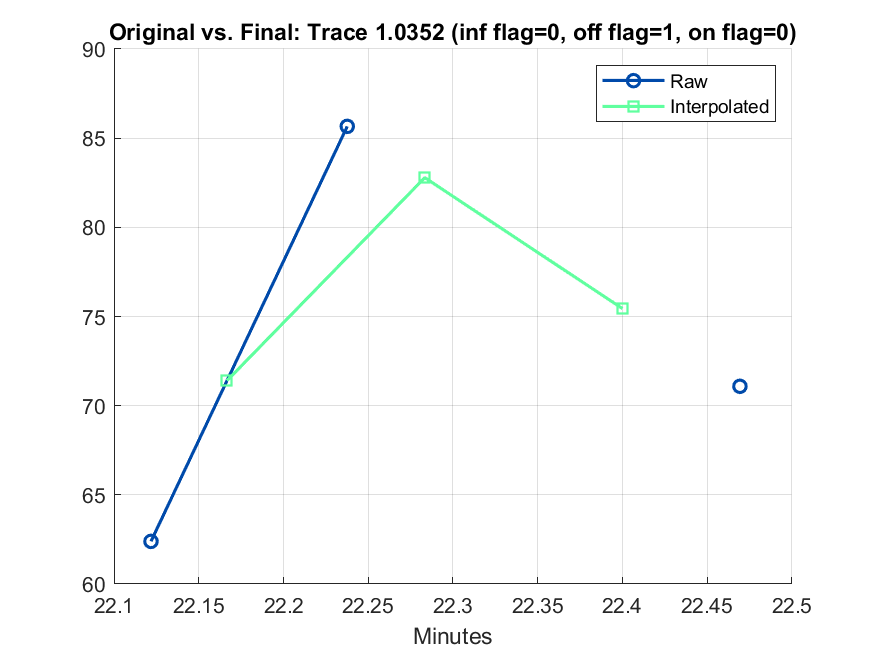 Original vs. Final: Trace 1.0352 (inf flag=0, off flag=1, on flag=0)
90
85
80
75
70
65
60
Raw
Interpolated
22.1 22.15 22.2 22.25 22.3 22.35 22.4 22.45 22.5
Minutes